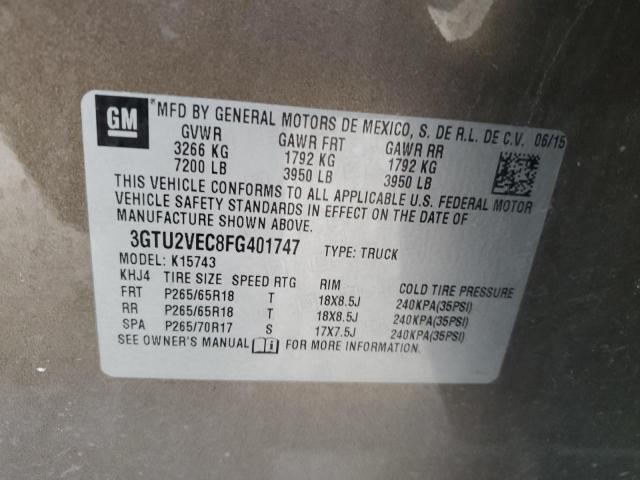 GM
®MFD BY GENERAL MOTORS DE MEXICO, S. DE R.L. DE C.V. 06/15
GVWR GAWR FRT GAWR RR
3266 KG 1792 KG 1792 KG
7200 LB 3950 LB 3950 LB
THIS VEHICLE CONFORMS TO ALL APPLICABLE U.S. FEDERAL MOTOR
VEHICLE SAFETY STANDARDS IN EFFECT ON THE DATE OF
MANUFACTURE SHOWN ABOVE.
3GTU2VEC8FG401747 TYPE: TRUCK
MODEL: K15743
KHJ4 TIRE SIZE SPEED RTG RIM COLD TIRE PRESSURE
FRT P265/65R18 T 18X8.5J 240KPA(35PSI)
RR P265/65R18 T 18X8.5J 240KPA(35PSI)
SPA P265/70R17 S 17X7.5J 240KPA(35PSI)
SEE OWNER'S MANUAL FOR MORE INFORMATION.